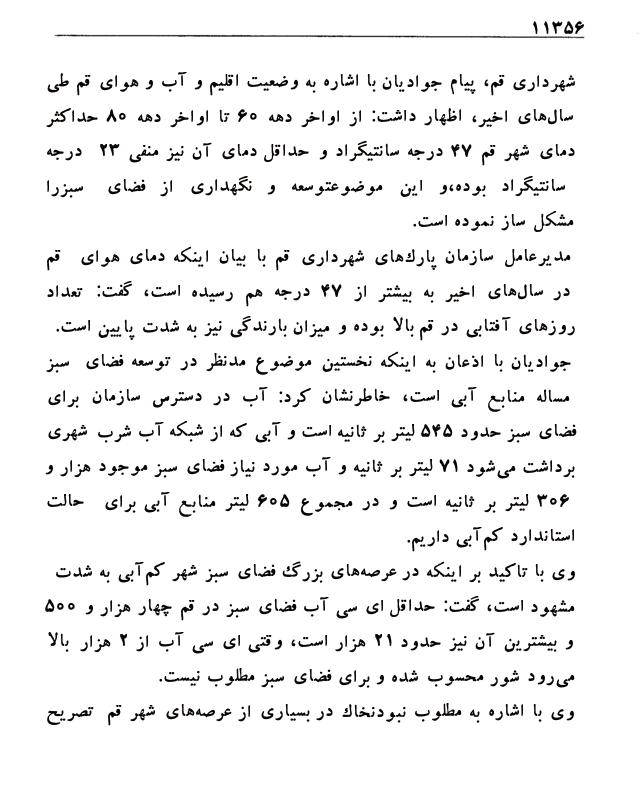 ۱۱۳۵۶
شهرداری قم، پیام جوادیان با اشاره به وضعیت اقلیم و آب و هوای قم طی
سال‌های اخیر، اظهار داشت: از اواخر دهه ۶۰ تا اواخر دهه ۸۰ حداکثر
دمای شهر قم ۴۷ درجه سانتیگراد و حداقل دمای آن نیز منفی ۲۳ درجه
سانتیگراد بوده،و این موضوعتوسعه و نگهداری از فضای سبزرا
مشکل ساز نموده است.
مدیرعامل سازمان پارك‌های شهرداری قم با بیان اینکه دمای هوای قم
در سال‌های اخیر به بیشتر از ۴۷ درجه هم رسیده است، گفت: تعداد
روزهای آفتابی در قم بالا بوده و میزان بارندگی نیز به شدت پایین است.
جوادیان با اذعان به اینکه نخستین موضوع مدنظر در توسعه فضای سبز
مساله منابع آبی است، خاطرنشان کرد: آب در دسترس سازمان برای
فضای سبز حدود ۵۴۵ لیتر بر ثانیه است و آبی که از شبکه آب شرب شهری
برداشت می‌شود ۷۱ لیتر بر ثانیه و آب مورد نیاز فضای سبز موجود هزار و
۳۰۶ لیتر بر ثانیه است و در مجموع ۶۰۵ لیتر منابع آبی برای حالت
استاندارد کم‌آبی داریم.
وی با تاکید بر اینکه در عرصه‌های بزرگ فضای سبز شهر کم‌آبی به شدت
مشهود است، گفت: حداقل ای سی آب فضای سبز در قم چهار هزار و ۵۰۰
و بیشترین آن نیز حدود ۲۱ هزار است، وقتی ای سی آب از ۲ هزار بالا
می‌رود شور محسوب شده و برای فضای سبز مطلوب نیست.
وی با اشاره به مطلوب نبودنخاك در بسیاری از عرصه‌های شهر قم تصریح